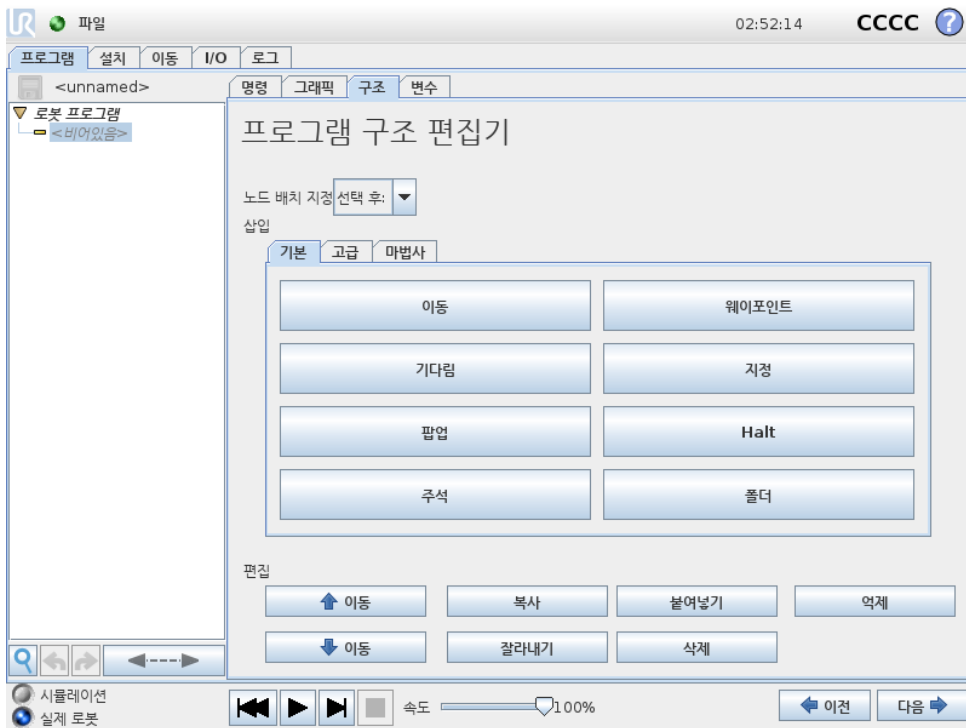 UR 파일 02:52:14 CCCC ?
프로그램 설치 이동 I/O 로그
<unnamed> 명령 그래픽 구조 변수
로봇 프로그램
<비어있음>
프로그램 구조 편집기
노드 배치 지정 선택 후:
삽입
기본 고급 마법사
이동 웨이포인트
기다림 지정
팝업 Halt
주석 폴더
편집
이동 복사 붙여넣기 억제
이동 잘라내기 삭제
시뮬레이션
실제 로봇
속도 100% 이전 다음